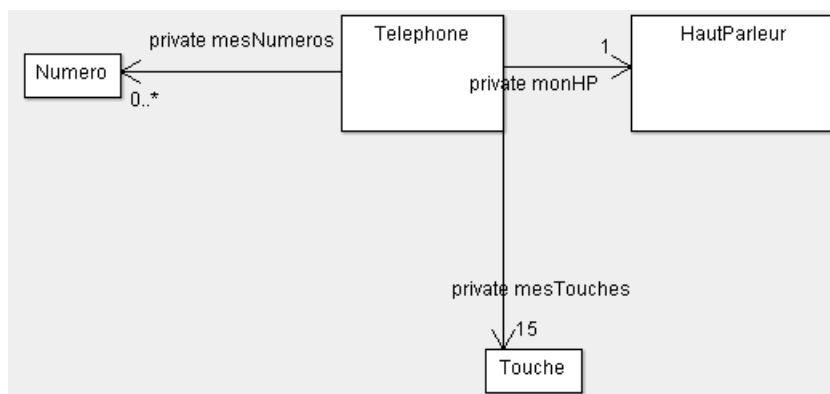 private mesNumeros
Telephone
1
HautParleur
Numero
0..*
private monHP
private mesTouches
15
Touche